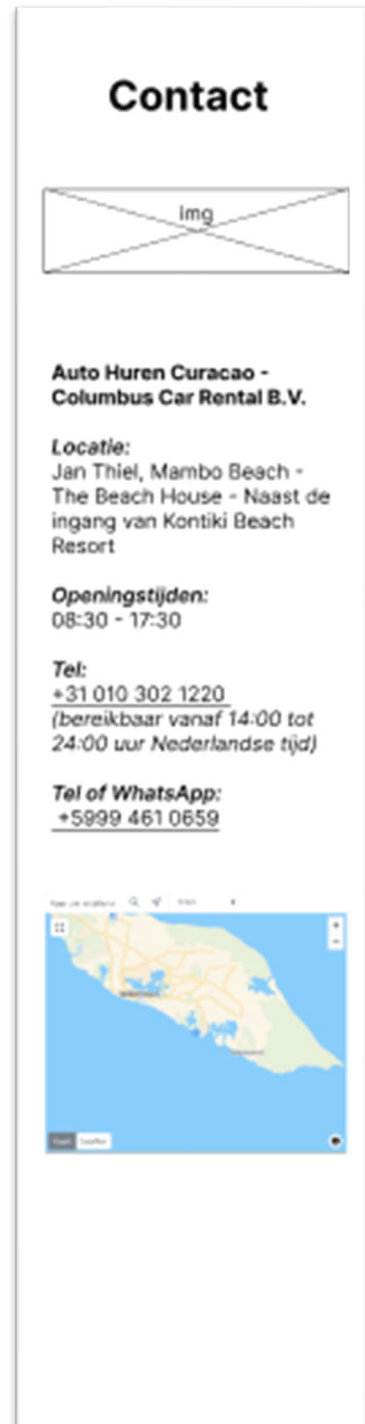 Contact
img
Auto Huren Curacao -
Columbus Car Rental B.V.
Locatie:
Jan Thiel, Mambo Beach -
The Beach House - Naast de
ingang van Kontiki Beach
Resort
Openingstijden:
08:30 - 17:30
Tel:
+31 010 302 1220
(bereikbaar vanaf 14:00 tot
24:00 uur Nederlandse tijd)
Tel of WhatsApp:
+5999 461 0659